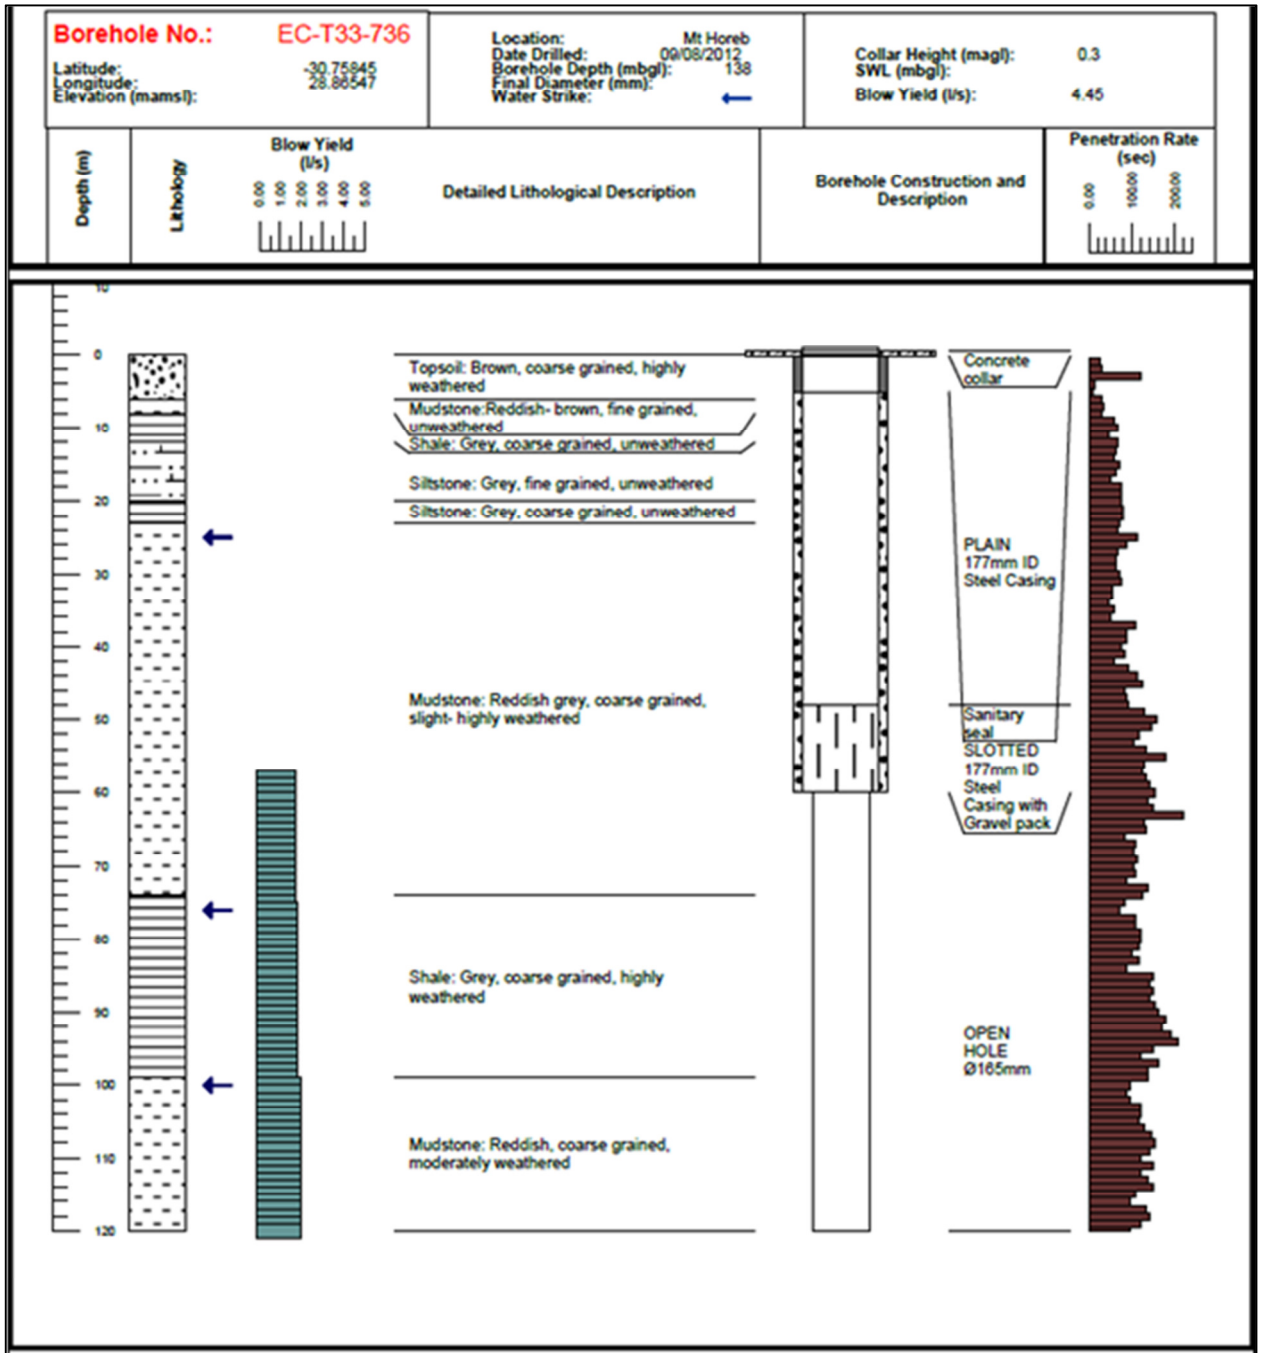 Borehole No.: EC-T33-736
Latitude: -30.75845
Longitude: 28.86547
Elevation (mamsl):
Location: Mt Horeb
Date Drilled: 09/08/2012
Borehole Depth (mbgl): 138
Final Diameter (mm):
Water Strike:
Collar Height (magl): 0.3
SWL (mbgl):
Blow Yield (l/s): 4.45
Depth (m)
Lithology
Blow Yield
(l/s)
0.00 1.00 2.00 3.00 4.00 5.00
Detailed Lithological Description
Borehole Construction and
Description
Penetration Rate
(sec)
0.00 100.00 200.00
10
0
10
20
30
40
50
60
70
80
90
100
110
120
Topsoil: Brown, coarse grained, highly
weathered
Mudstone:Reddish- brown, fine grained,
unweathered
Shale: Grey, coarse grained, unweathered
Siltstone: Grey, fine grained, unweathered
Siltstone: Grey, coarse grained, unweathered
Mudstone: Reddish grey, coarse grained,
slight- highly weathered
Shale: Grey, coarse grained, highly
weathered
Mudstone: Reddish, coarse grained,
moderately weathered
Concrete
collar
PLAIN
177mm ID
Steel Casing
Sanitary
seal
SLOTTED
177mm ID
Steel
Casing with
Gravel pack
OPEN
HOLE
Ø165mm